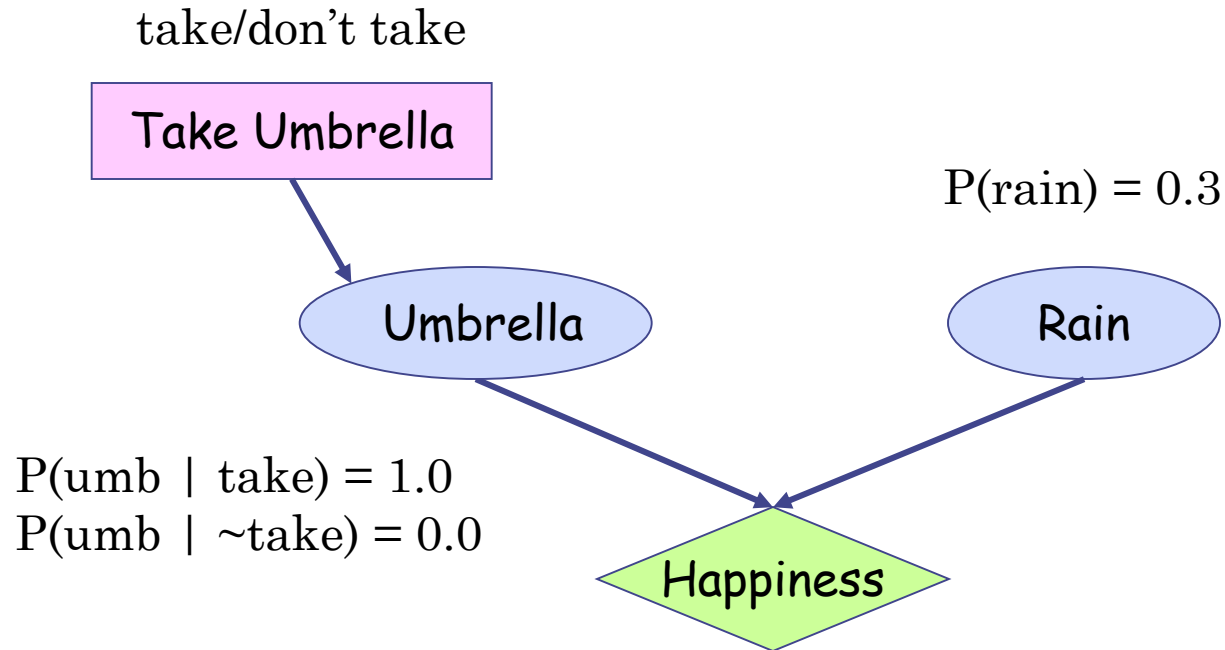 take/don’t take
Take Umbrella
P(rain) = 0.3
Umbrella
Rain
P(umb | take) = 1.0
P(umb | ~take) = 0.0
Happiness